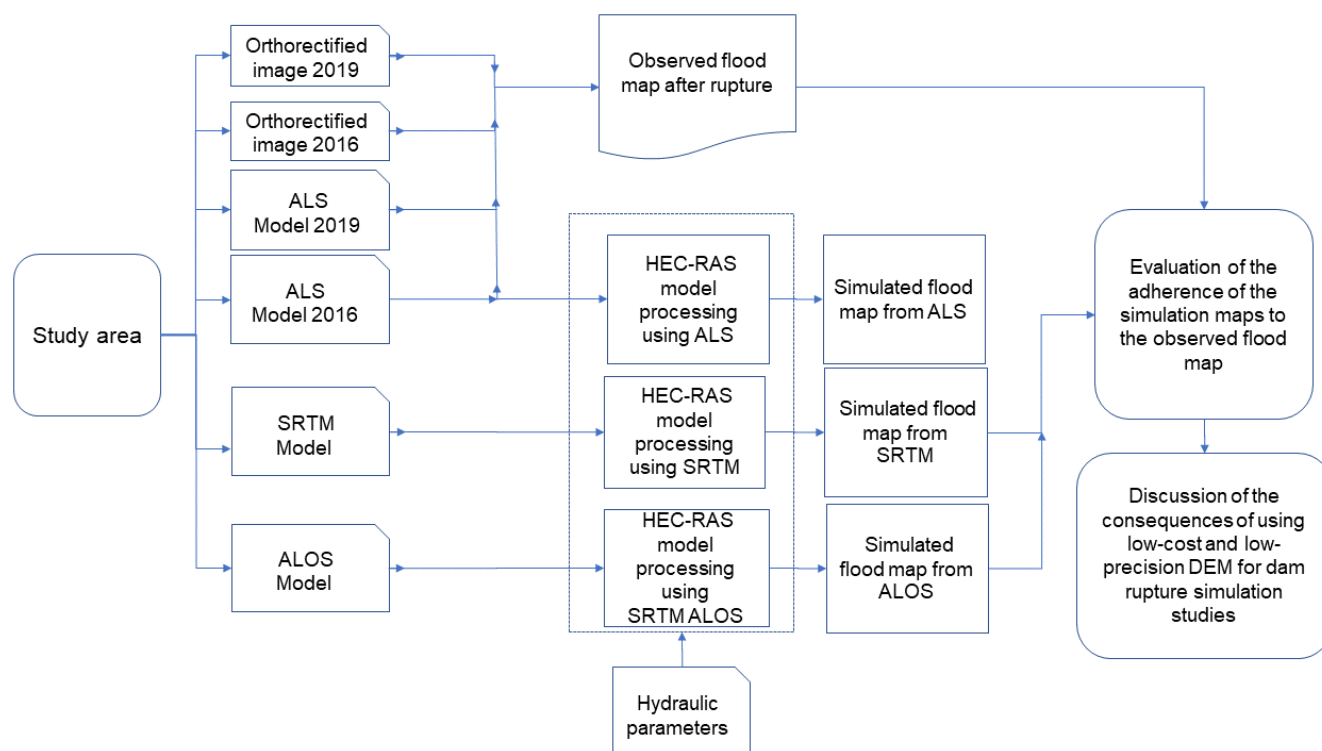 Orthorectified
image 2019
Orthorectified
image 2016
ALS
Model 2019
ALS
Model 2016
Study area
SRTM
Model
ALOS
Model
Observed flood
map after rupture
HEC-RAS
model
processing
using ALS
HEC-RAS
model
processing
using SRTM
HEC-RAS
model
processing
using
SRTM ALOS
Hydraulic
parameters
Simulated flood
map from ALS
Simulated flood
map from
SRTM
Simulated
flood map from
ALOS
Evaluation of the
adherence of the
simulation maps to
the observed flood
map
Discussion of the
consequences of using
low-cost and low-
precision DEM for dam
rupture simulation
studies